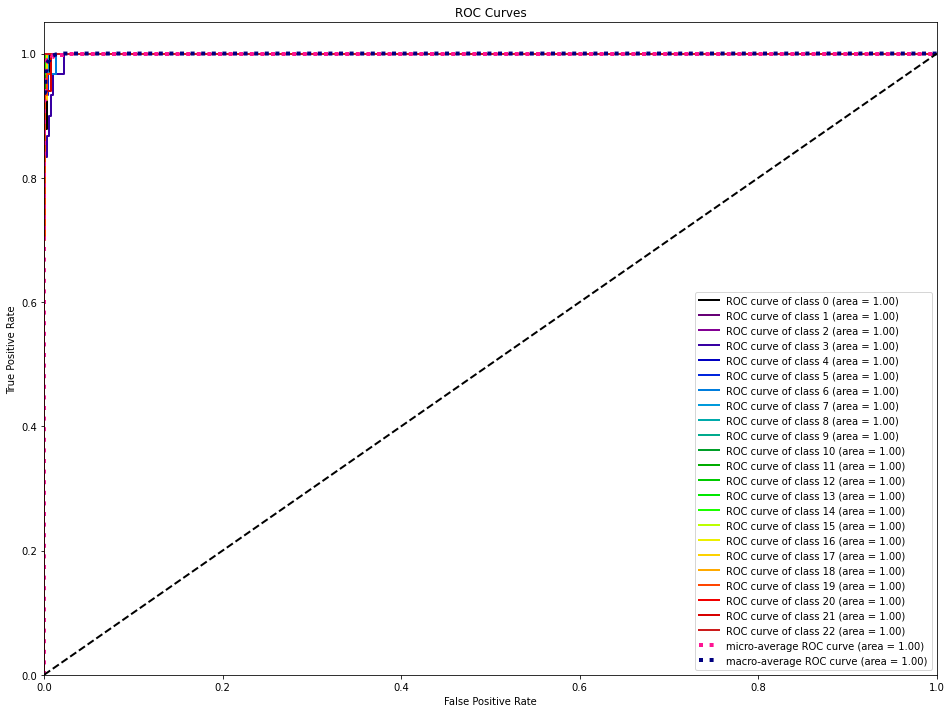 ROC Curves
1.0
0.8
0.6
0.4
0.2
0.0
True Positive Rate
ROC curve of class 0 (area = 1.00)
ROC curve of class 1 (area = 1.00)
ROC curve of class 2 (area = 1.00)
ROC curve of class 3 (area = 1.00)
ROC curve of class 4 (area = 1.00)
ROC curve of class 5 (area = 1.00)
ROC curve of class 6 (area = 1.00)
ROC curve of class 7 (area = 1.00)
ROC curve of class 8 (area = 1.00)
ROC curve of class 9 (area = 1.00)
ROC curve of class 10 (area = 1.00)
ROC curve of class 11 (area = 1.00)
ROC curve of class 12 (area = 1.00)
ROC curve of class 13 (area = 1.00)
ROC curve of class 14 (area = 1.00)
ROC curve of class 15 (area = 1.00)
ROC curve of class 16 (area = 1.00)
ROC curve of class 17 (area = 1.00)
ROC curve of class 18 (area = 1.00)
ROC curve of class 19 (area = 1.00)
ROC curve of class 20 (area = 1.00)
ROC curve of class 21 (area = 1.00)
ROC curve of class 22 (area = 1.00)
micro-average ROC curve (area = 1.00)
macro-average ROC curve (area = 1.00)
0.0 0.2 0.4 0.6 0.8 1.0
False Positive Rate